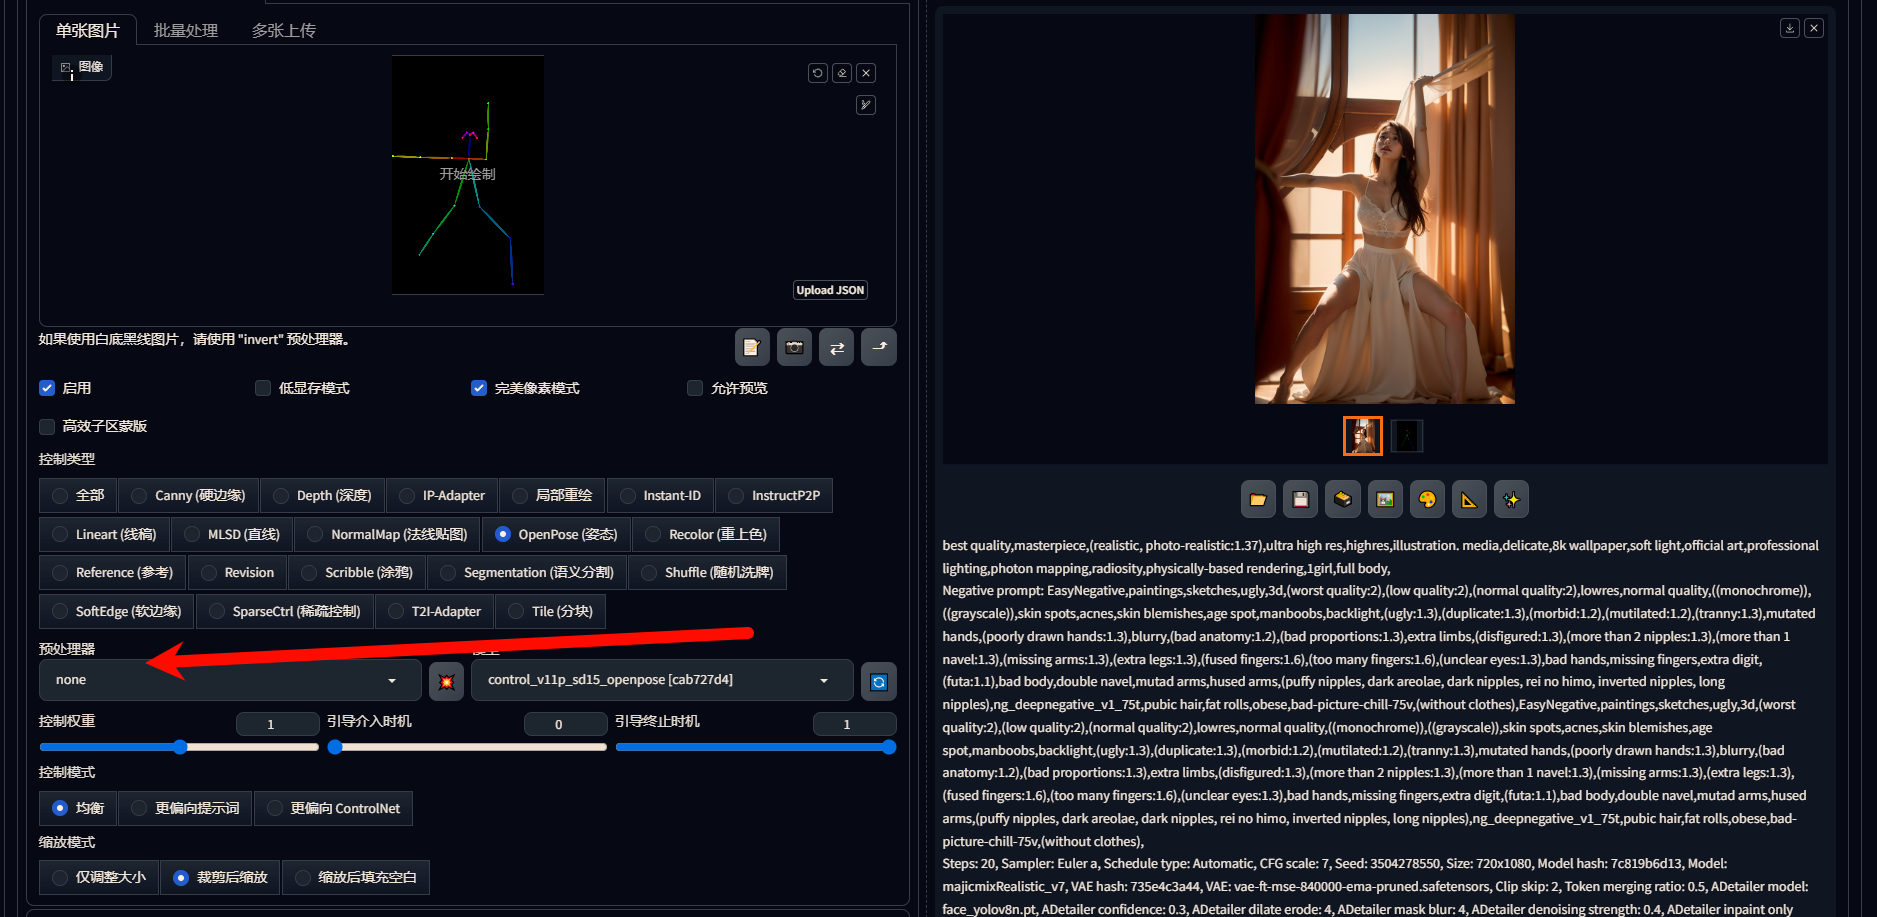 单张图片
批量处理
多张上传
图像
开始绘制
Upload JSON
如果使用白底黑线图片，请使用 "invert" 预处理器。
启用
低显存模式
完美像素模式
允许预览
高效子区蒙版
控制类型
全部
Canny (硬边缘)
Depth (深度)
IP-Adapter
局部重绘
Instant-ID
InstructP2P
Lineart (线稿)
MLSD (直线)
NormalMap (法线贴图)
OpenPose (姿态)
Recolor (重上色)
Reference (参考)
Revision
Scribble (涂鸦)
Segmentation (语义分割)
Shuffle (随机洗牌)
SoftEdge (软边缘)
SparseCtrl (稀疏控制)
T2I-Adapter
Tile (分块)
预处理器
none
control_v11p_sd15_openpose [cab727d4]
控制权重
1
引导介入时机
0
引导终止时机
1
控制模式
均衡
更偏向提示词
更偏向 ControlNet
缩放模式
仅调整大小
裁剪后缩放
缩放后填充空白
best quality,masterpiece,(realistic, photo-realistic:1.37),ultra high res,highres,illustration. media,delicate,8k wallpaper,soft light,official art,professional
lighting,photon mapping,radiosity,physically-based rendering,1girl,full body,
Negative prompt: EasyNegative,paintings,sketches,ugly,3d,(worst quality:2),(low quality:2),(normal quality:2),lowres,normal quality,((monochrome)),
((grayscale)),skin spots,acnes,skin blemishes,age spot,manboobs,backlight,(ugly:1.3),(duplicate:1.3),(morbid:1.2),(mutilated:1.2),(tranny:1.3),mutated
hands,(poorly drawn hands:1.3),blurry,(bad anatomy:1.2),(bad proportions:1.3),extra limbs,(disfigured:1.3),(more than 2 nipples:1.3),(more than 1
navel:1.3),(missing arms:1.3),(extra legs:1.3),(fused fingers:1.6),(too many fingers:1.6),(unclear eyes:1.3),bad hands,missing fingers,extra digit,
(futa:1.1),bad body,double navel,mutad arms,hused arms,(puffy nipples, dark areolae, dark nipples, rei no himo, inverted nipples, long
nipples),ng_deepnegative_v1_75t,pubic hair,fat rolls,obese,bad-picture-chill-75v,(without clothes),EasyNegative,paintings,sketches,ugly,3d,(worst
quality:2),(low quality:2),(normal quality:2),lowres,normal quality,((monochrome)),((grayscale)),skin spots,acnes,skin blemishes,age
spot,manboobs,backlight,(ugly:1.3),(duplicate:1.3),(morbid:1.2),(mutilated:1.2),(tranny:1.3),mutated hands,(poorly drawn hands:1.3),blurry,(bad
anatomy:1.2),(bad proportions:1.3),extra limbs,(disfigured:1.3),(more than 2 nipples:1.3),(more than 1 navel:1.3),(missing arms:1.3),(extra legs:1.3),
(fused fingers:1.6),(too many fingers:1.6),(unclear eyes:1.3),bad hands,missing fingers,extra digit,(futa:1.1),bad body,double navel,mutad arms,hused
arms,(puffy nipples, dark areolae, dark nipples, rei no himo, inverted nipples, long nipples),ng_deepnegative_v1_75t,pubic hair,fat rolls,obese,bad-
picture-chill-75v,(without clothes),
Steps: 20, Sampler: Euler a, Schedule type: Automatic, CFG scale: 7, Seed: 3504278550, Size: 720x1080, Model hash: 7c819b6d13, Model:
majicmixRealistic_v7, VAE hash: 735e4c3a44, VAE: vae-ft-mse-840000-ema-pruned.safetensors, Clip skip: 2, Token merging ratio: 0.5, ADetailer model:
face_yolov8n.pt, ADetailer confidence: 0.3, ADetailer dilate erode: 4, ADetailer mask blur: 4, ADetailer denoising strength: 0.4, ADetailer inpaint only